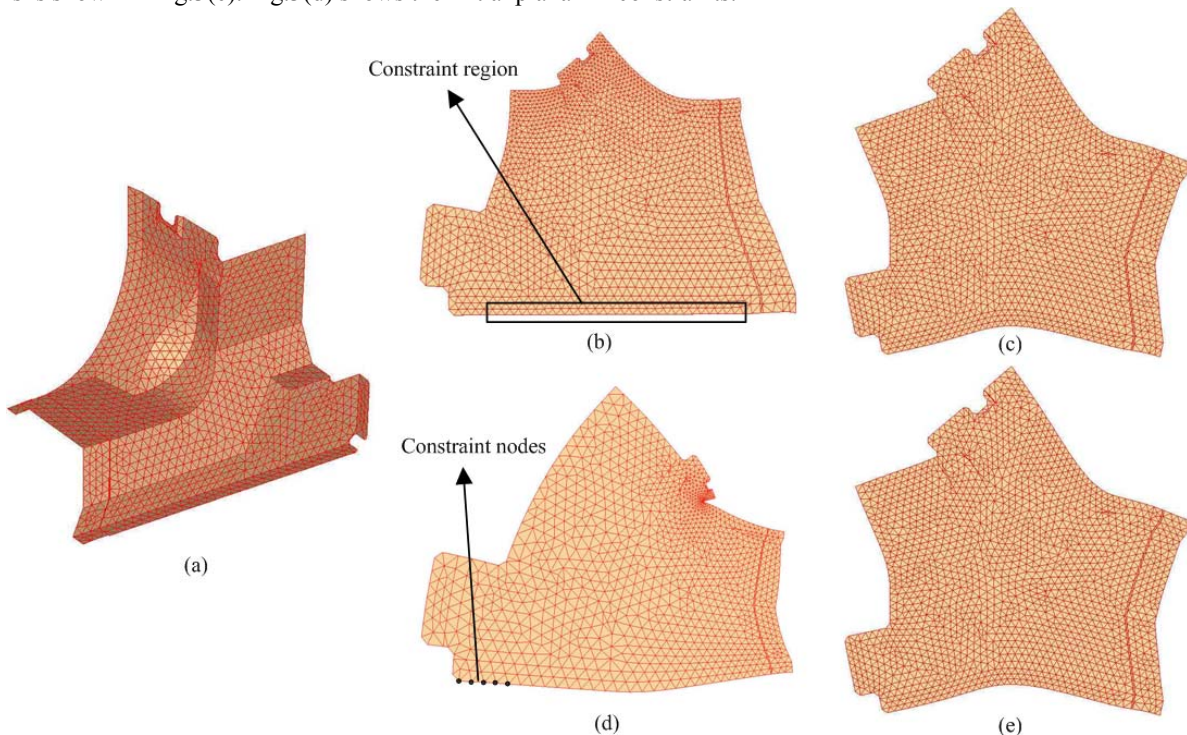 Constraint region
(b)
(c)
(a)
Constraint nodes
(d)
(e)